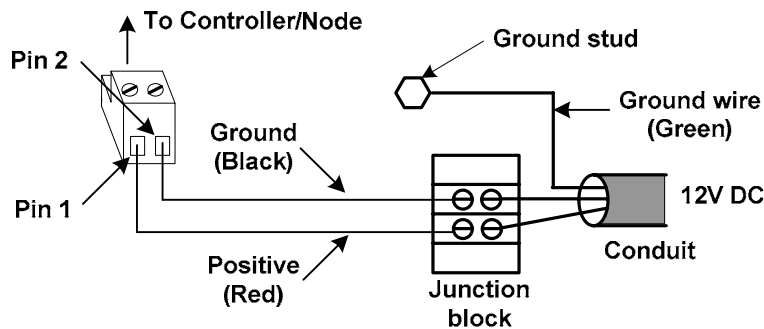 To Controller/Node
Pin 2
Ground stud
Ground wire
(Green)
Ground
(Black)
12V DC
Pin 1
Conduit
Positive
(Red)
Junction
block